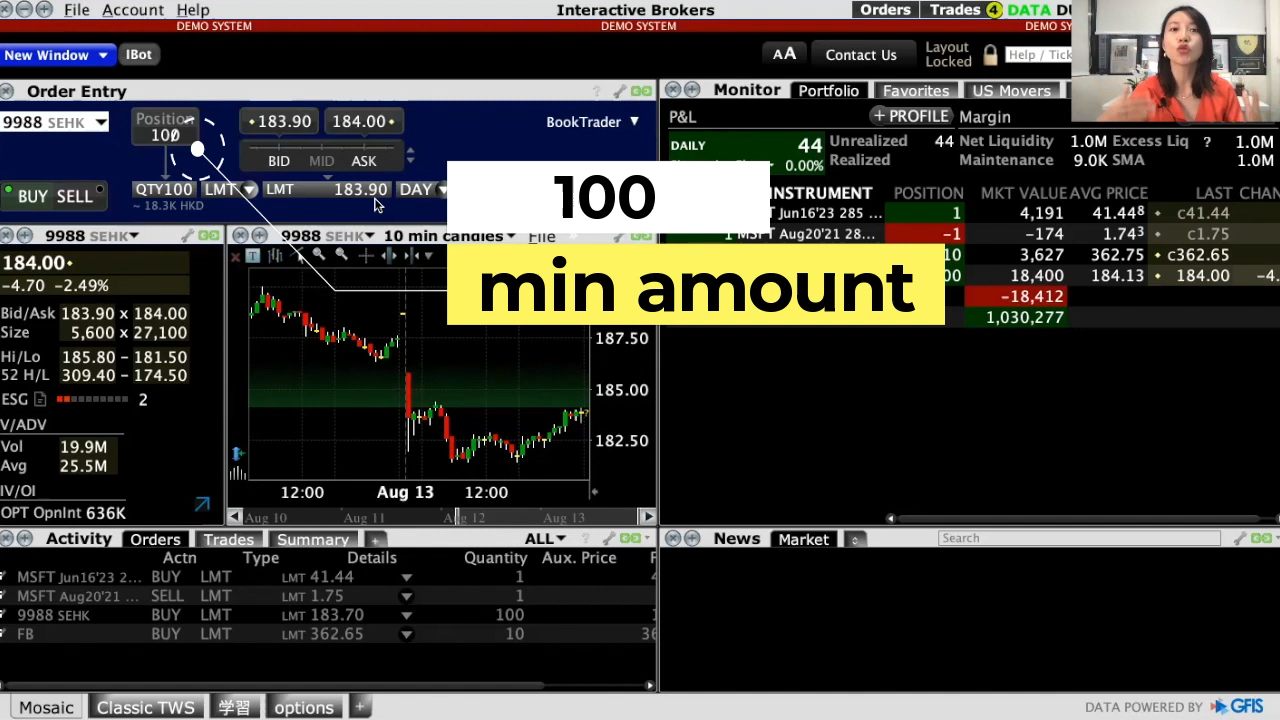 File Account Help
Interactive Brokers
Orders Trades 4 DATA
DEMO SYSTEM DEMO SYSTEM
New Window IBot
AA Contact Us Layout Locked Help / Tick
Order Entry
9988 SEHK
Position 100
183.90 184.00
BID MID ASK
BookTrader
BUY SELL QTY 100 LMT LMT 183.90 DAY
~ 18.3K HKD
100
min amount
Monitor Portfolio Favorites US Movers
P&L + PROFILE Margin
DAILY 44 Unrealized 44 Net Liquidity 1.0M Excess Liq ? 1.0M
0.00% Realized Maintenance 9.0K SMA 1.0M
INSTRUMENT POSITION MKT VALUE AVG PRICE LAST CHAN
Jun16'23 285 ... 1 4,191 41.448 c41.44
MSFT Aug20'21 28... -1 -174 1.743 c1.75
10 3,627 362.75 c362.65
00 18,400 184.13 184.00 -4.
-18,412
1,030,277
9988 SEHK
184.00
-4.70 -2.49%
Bid/Ask 183.90 × 184.00
Size 5,600 × 27,100
Hi/Lo 185.80 – 181.50
52 H/L 309.40 – 174.50
ESG 2
V/ADV
Vol 19.9M
Avg 25.5M
IV/OI
OPT OpnInt 636K
9988 SEHK 10 min candles File
187.50
185.00
182.50
12:00 Aug 13 12:00
Aug 10 Aug 11 Aug 12 Aug 13
Activity Orders Trades Summary + ALL
Actn Type Details Quantity Aux. Price
MSFT Jun16'23 2... BUY LMT LMT 41.44 1
MSFT Aug20'21 ... SELL LMT LMT 1.75 1
9988 SEHK BUY LMT LMT 183.70 100
FB BUY LMT LMT 362.65 10
News Market Search
Mosaic Classic TWS 学習 options +
DATA POWERED BY GFIS